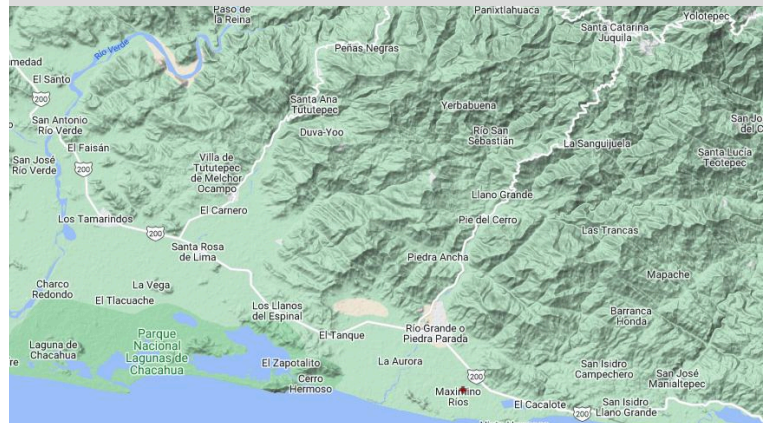 Paso de
la Reina
Panixtlahuaca
Yolotepec
Santa Catarina
Juquila
Río Verde
Peñas Negras
El Santo
200
Santa Ana
Tututepec
Yerbabuena
San Antonio
Río Verde
Duva-Yoo
Río San
Sebastián
La Sanguijuela
El Faisán
Santa Lucía
Teotepec
San José
Río Verde
200
Villa de
Tututepec
de Melchor
Ocampo
Llano Grande
El Carnero
Pie del Cerro
Los Tamarindos
200
Las Trancas
Santa Rosa
de Lima
Piedra Ancha
Mapache
Charco
Redondo
La Vega
El Tlacuache
Los Llanos
del Espinal
Barranca
Honda
Parque
Nacional
Lagunas de
Chacahua
El Tanque
Río Grande o
Piedra Parada
Laguna de
Chacahua
El Zapotalito
La Aurora
San Isidro
Campechero
Cerro
Hermoso
200
San José
Manialtepec
Maximino
Ríos
El Cacalote
200
San Isidro
Llano Grande